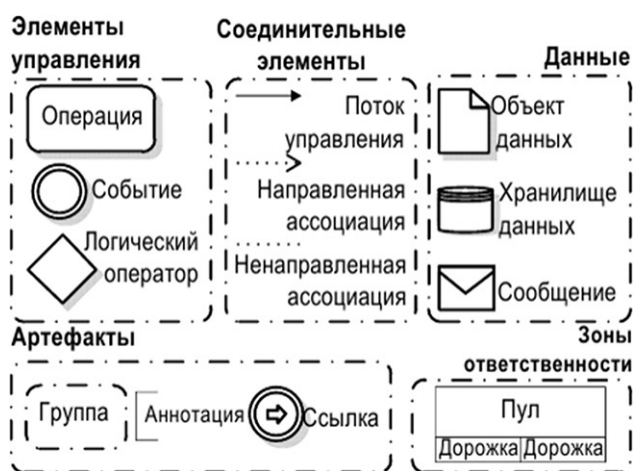 Элементы
управления
Операция
Событие
Логический
оператор
Соединительные
элементы
Поток
управления
Направленная
ассоциация
Ненаправленная
ассоциация
Данные
Объект
данных
Хранилище
данных
Сообщение
Артефакты
Группа
Аннотация
Ссылка
Зоны
ответственности
Пул
Дорожка Дорожка